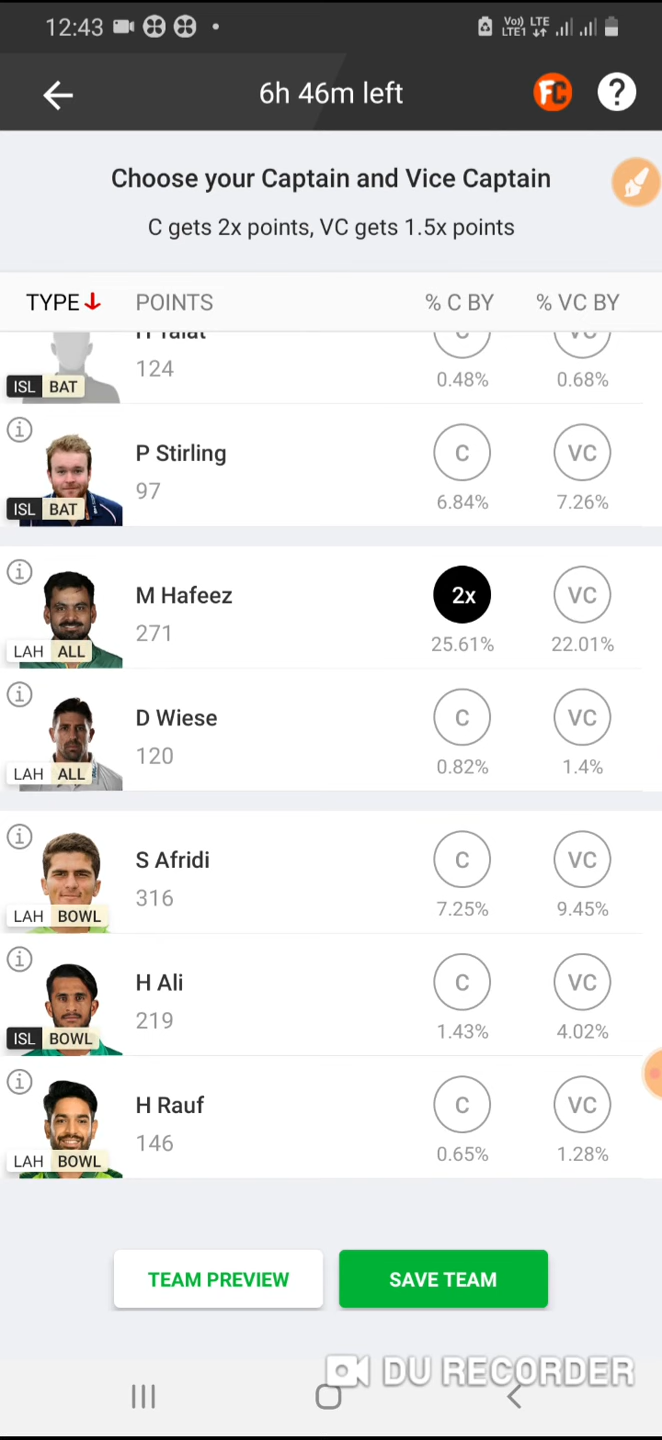 12:43
Vo)) LTE
LTE1
6h 46m left
FC
?
Choose your Captain and Vice Captain
C gets 2x points, VC gets 1.5x points
TYPE POINTS % C BY % VC BY
H Talat C VC
124 0.48% 0.68%
ISL BAT
P Stirling C VC
97 6.84% 7.26%
ISL BAT
M Hafeez 2x VC
271 25.61% 22.01%
LAH ALL
D Wiese C VC
120 0.82% 1.4%
LAH ALL
S Afridi C VC
316 7.25% 9.45%
LAH BOWL
H Ali C VC
219 1.43% 4.02%
ISL BOWL
H Rauf C VC
146 0.65% 1.28%
LAH BOWL
TEAM PREVIEW SAVE TEAM
DU RECORDER